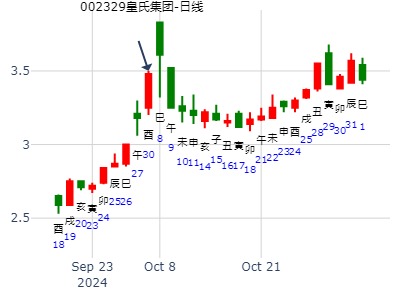 002329皇氏集团-日线
3.5
3
2.5
酉 戌 亥 寅 卯 辰 巳 午 酉 巳 午 未 申 亥 子 丑 寅 卯 午 未 申 酉 戌 丑 寅 卯 辰 巳
18 19 20 23 24 25 26 27 30 8 9 10 11 14 15 16 17 18 21 22 23 24 25 28 29 30 31 1
Sep 23 Oct 8 Oct 21
2024